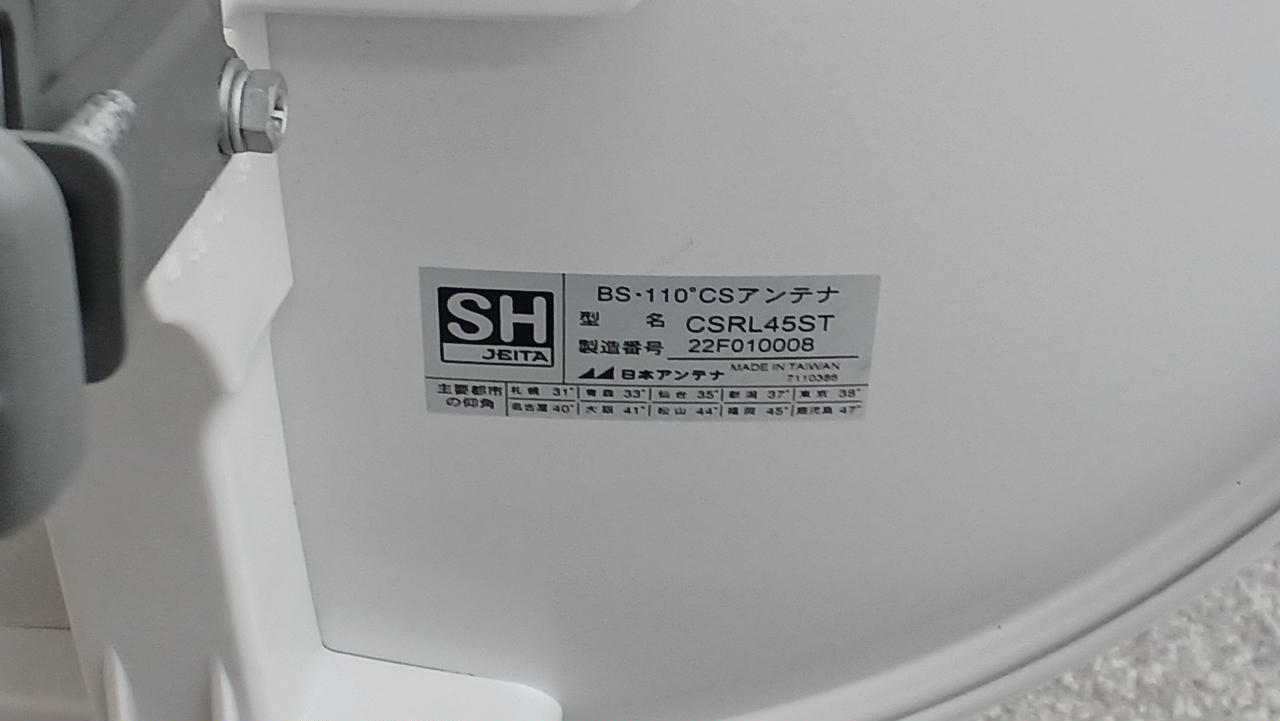 SH
JEITA
BS・110°CSアンテナ
型 名 CSRL45ST
製造番号 22F010008
日本アンテナ MADE IN TAIWAN
7110386
主要都市の仰角
札幌 31° 青森 33° 仙台 35° 新潟 37° 東京 38°
名古屋 40° 大阪 41° 松山 44° 福岡 45° 鹿児島 47°